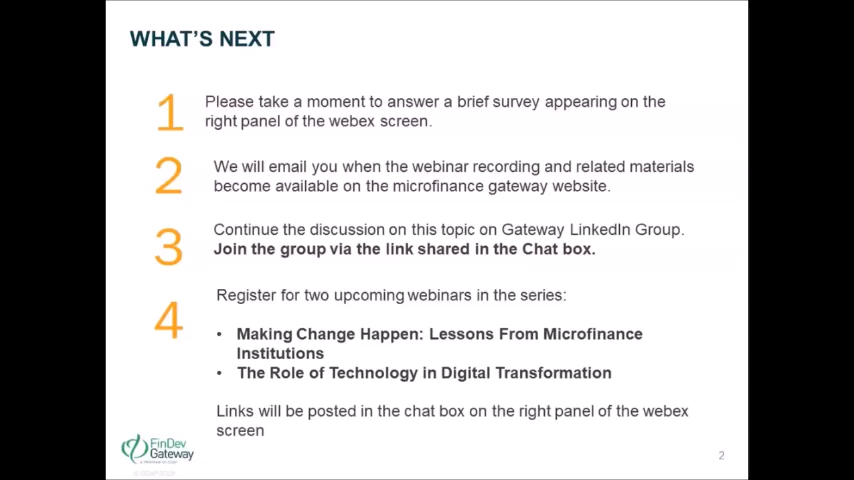 WHAT'S NEXT
1
Please take a moment to answer a brief survey appearing on the
right panel of the webex screen.
2
We will email you when the webinar recording and related materials
become available on the microfinance gateway website.
3
Continue the discussion on this topic on Gateway LinkedIn Group.
Join the group via the link shared in the Chat box.
4
Register for two upcoming webinars in the series:
• Making Change Happen: Lessons From Microfinance
Institutions
• The Role of Technology in Digital Transformation
Links will be posted in the chat box on the right panel of the webex
screen
FinDev
Gateway
2